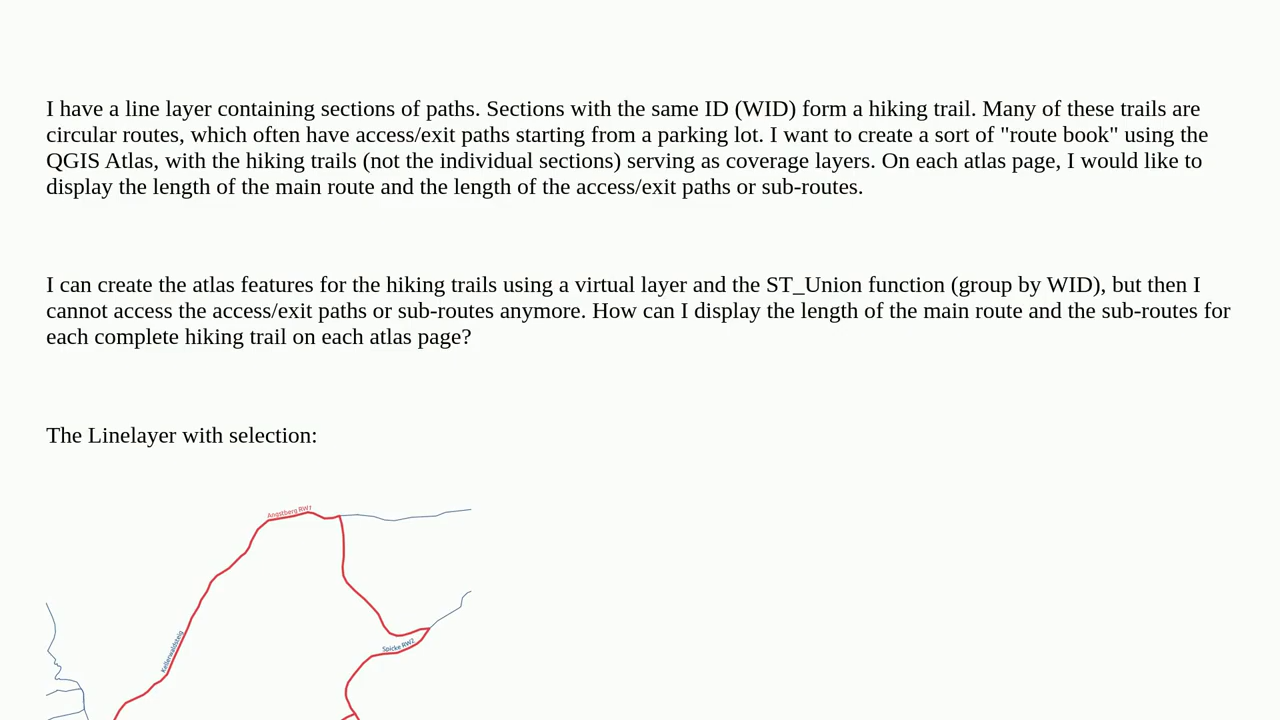 I have a line layer containing sections of paths. Sections with the same ID (WID) form a hiking trail. Many of these trails are
circular routes, which often have access/exit paths starting from a parking lot. I want to create a sort of "route book" using the
QGIS Atlas, with the hiking trails (not the individual sections) serving as coverage layers. On each atlas page, I would like to
display the length of the main route and the length of the access/exit paths or sub-routes.
I can create the atlas features for the hiking trails using a virtual layer and the ST_Union function (group by WID), but then I
cannot access the access/exit paths or sub-routes anymore. How can I display the length of the main route and the sub-routes for
each complete hiking trail on each atlas page?
The Linelayer with selection:
Angstberg RW1
Kellerwaldsteig
Spicke RW2